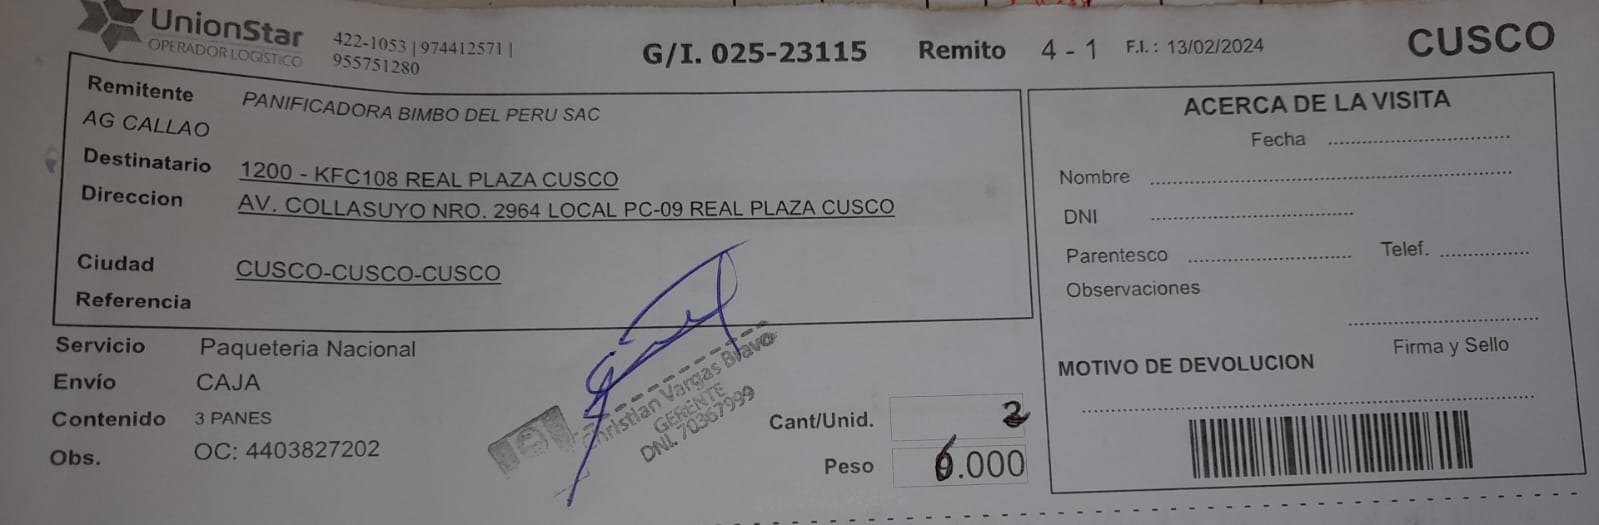 UnionStar
OPERADOR LOGÍSTICO
422-1053 | 974412571 |
955751280
G/I. 025-23115 Remito 4 - 1 F.I.: 13/02/2024 CUSCO
Remitente PANIFICADORA BIMBO DEL PERU SAC
AG CALLAO
Destinatario 1200 - KFC108 REAL PLAZA CUSCO
Direccion AV. COLLASUYO NRO. 2964 LOCAL PC-09 REAL PLAZA CUSCO
Ciudad CUSCO-CUSCO-CUSCO
Referencia
Servicio Paqueteria Nacional
Envío CAJA
Contenido 3 PANES
Obs. OC: 4403827202
Christian Vargas Bravo
GERENTE
DNI. 70367999
Cant/Unid. 2
Peso 6.000
ACERCA DE LA VISITA
Fecha
Nombre
DNI
Parentesco Telef.
Observaciones
Firma y Sello
MOTIVO DE DEVOLUCION